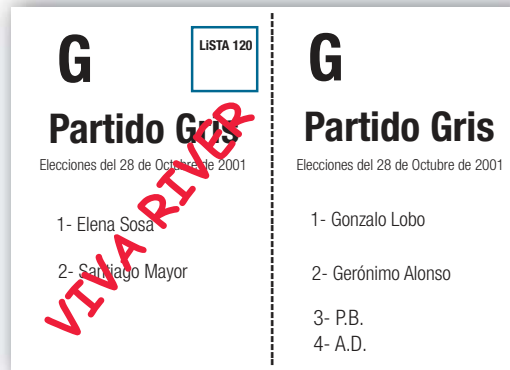 G
LiSTA 120
Partido Gris
Elecciones del 28 de Octubre de 2001
1- Elena Sosa
2- Santiago Mayor
VIVA RIVER
G
Partido Gris
Elecciones del 28 de Octubre de 2001
1- Gonzalo Lobo
2- Gerónimo Alonso
3- P.B.
4- A.D.